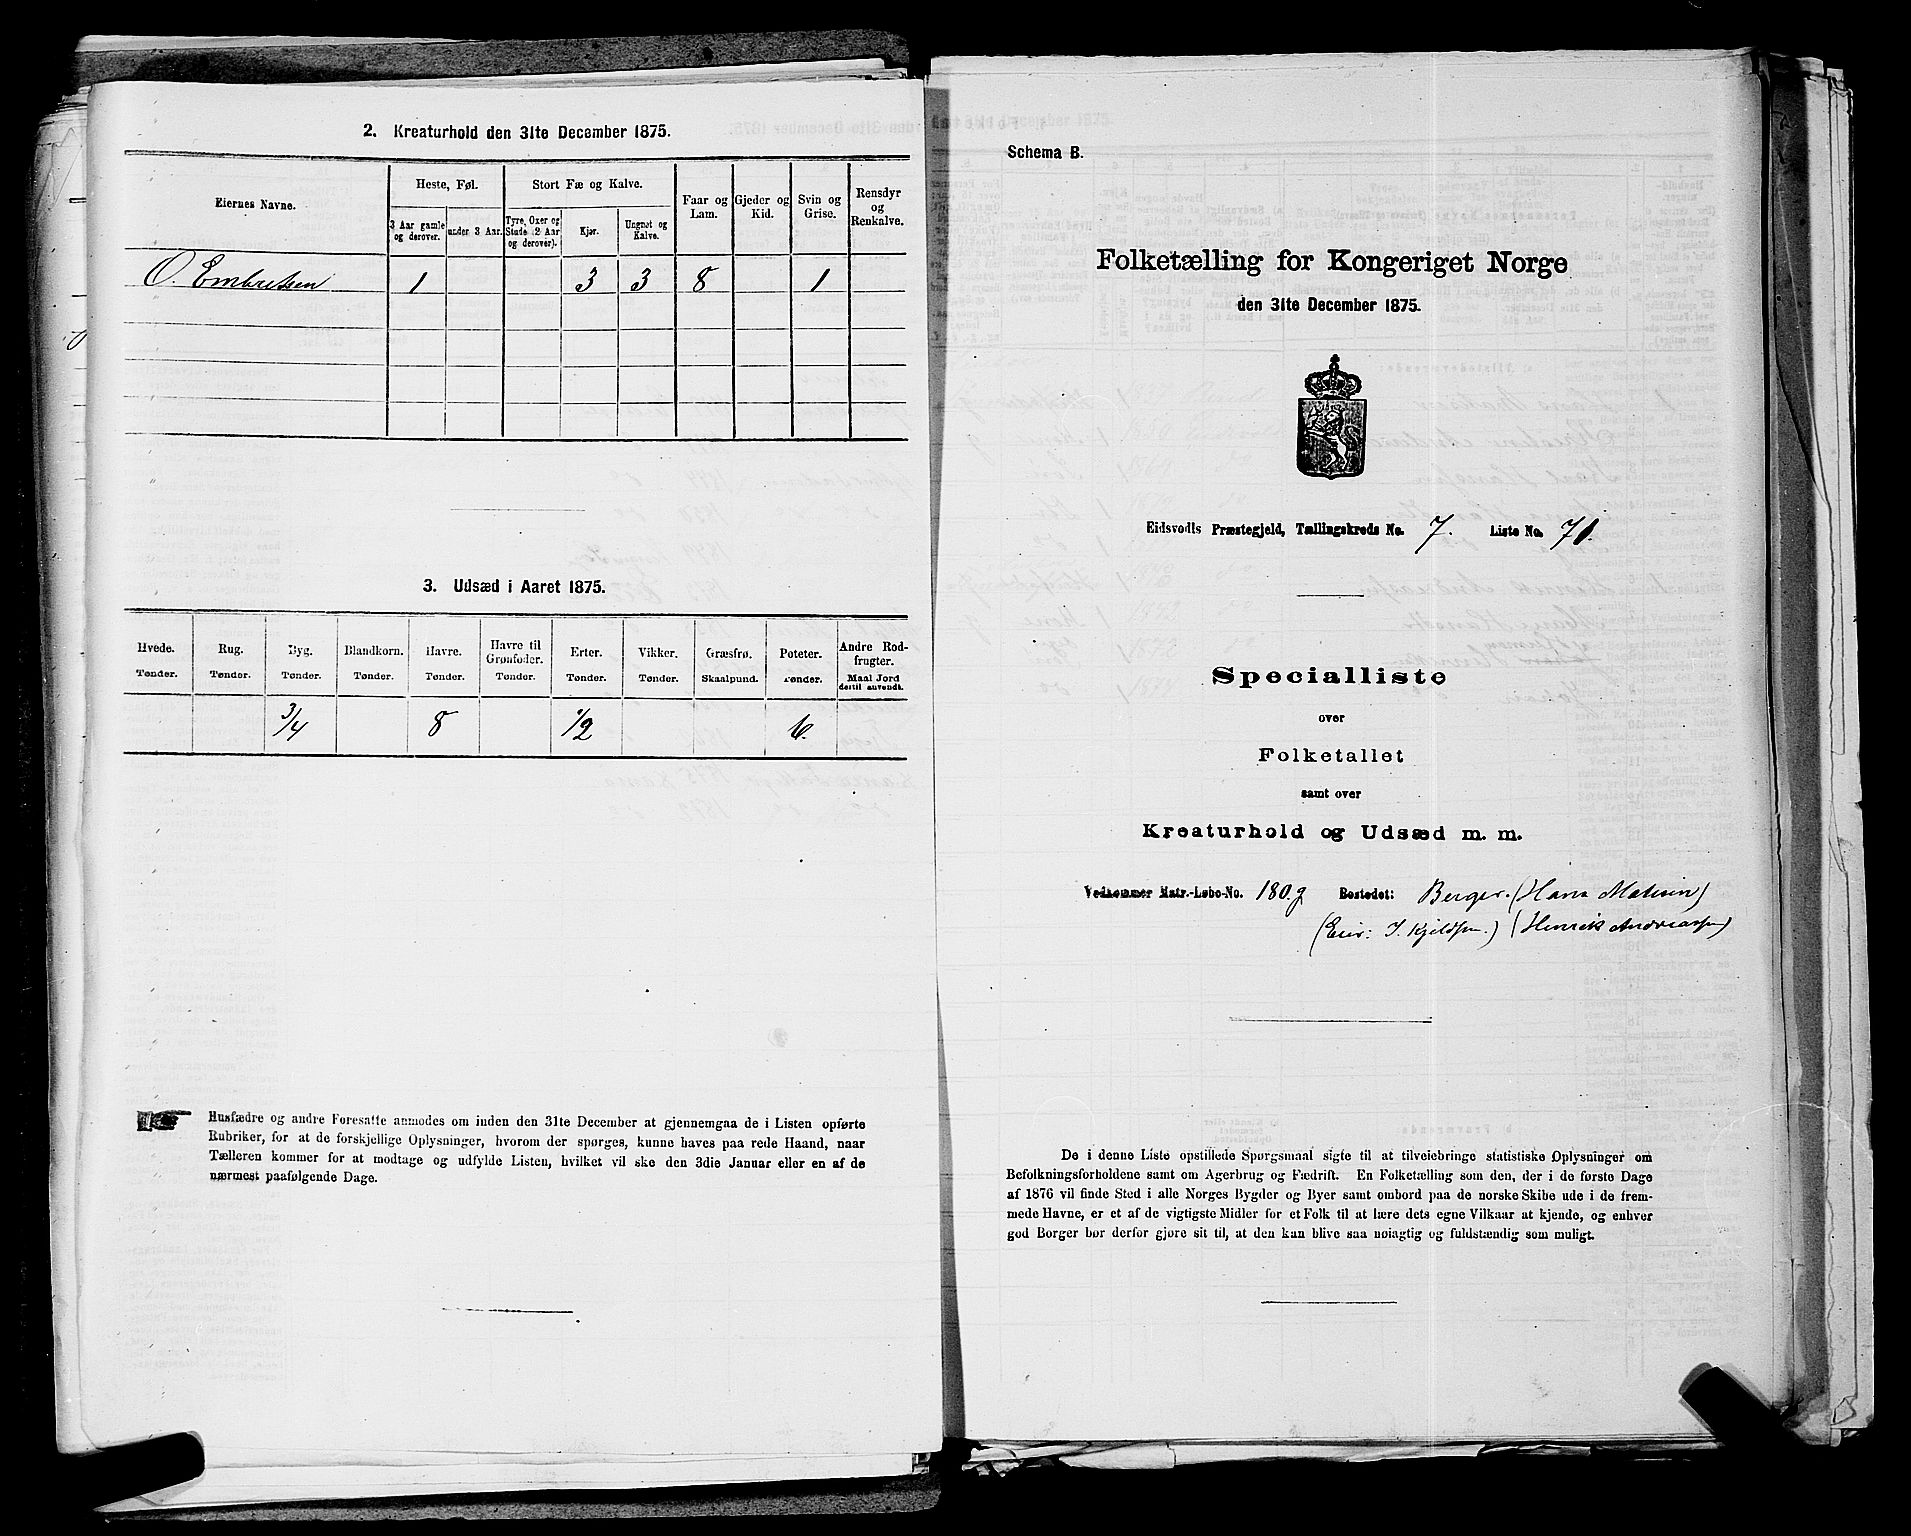 2. Kreaturhold den 31te December 1875.
Eiernes Navne.
Heste, Føl.
Stort Fæ og Kalve.
Faar og Lam.
Gjeder og Kid.
Svin og Grise.
Rensdyr og Renkalve.
3 Aar gamle og derover.
under 3 Aar.
Tyre, Oxer og Stude (2 Aar og derover).
Kjør.
Ungnøt og Kalve.
O. Embretsen 1 3 3 8 1
3. Udsæd i Aaret 1875.
Hvede. Rug. Byg. Blandkorn. Havre. Havre til Grønfoder. Erter. Vikker. Græsfrø. Poteter. Andre Rodfrugter.
Tønder. Tønder. Tønder. Tønder. Tønder. Tønder. Tønder. Tønder. Skaalpund. Tønder. Maal Jord dertil anvendt.
3/4 8 1/2 6.
Husfædre og andre Foresatte anmodes om inden den 31te December at gjennemgaa de i Listen opførte
Rubriker, for at de forskjellige Oplysninger, hvorom der spørges, kunne haves paa rede Haand, naar
Tælleren kommer for at modtage og udfylde Listen, hvilket vil ske den 3die Januar eller en af de
nærmest paafølgende Dage.
Schema B.
Folketælling for Kongeriget Norge
den 31te December 1875.
Eidsvolls Præstegjeld, Tællingskreds No. 7. Liste No. 71.
Specialliste
over
Folketallet
samt over
Kreaturhold og Udsæd m. m.
Vedkommer Matr.-Løbe-No. 180g Bostedet: Berger. (Hans Matisen)
(Eier: J. Kjeldsen.) (Henrik Andreassen)
De i denne Liste opstillede Spørgsmaal sigte til at tilveiebringe statistiske Oplysninger om
Befolkningsforholdene samt om Agerbrug og Fædrift. En Folketælling som den, der i de første Dage
af 1876 vil finde Sted i alle Norges Bygder og Byer samt ombord paa de norske Skibe ude i de frem-
mede Havne, er et af de vigtigste Midler for et Folk til at lære dets egne Vilkaar at kjende, og enhver
god Borger bør derfor gjøre sit til, at den kan blive saa nøiagtig og fuldstændig som muligt.